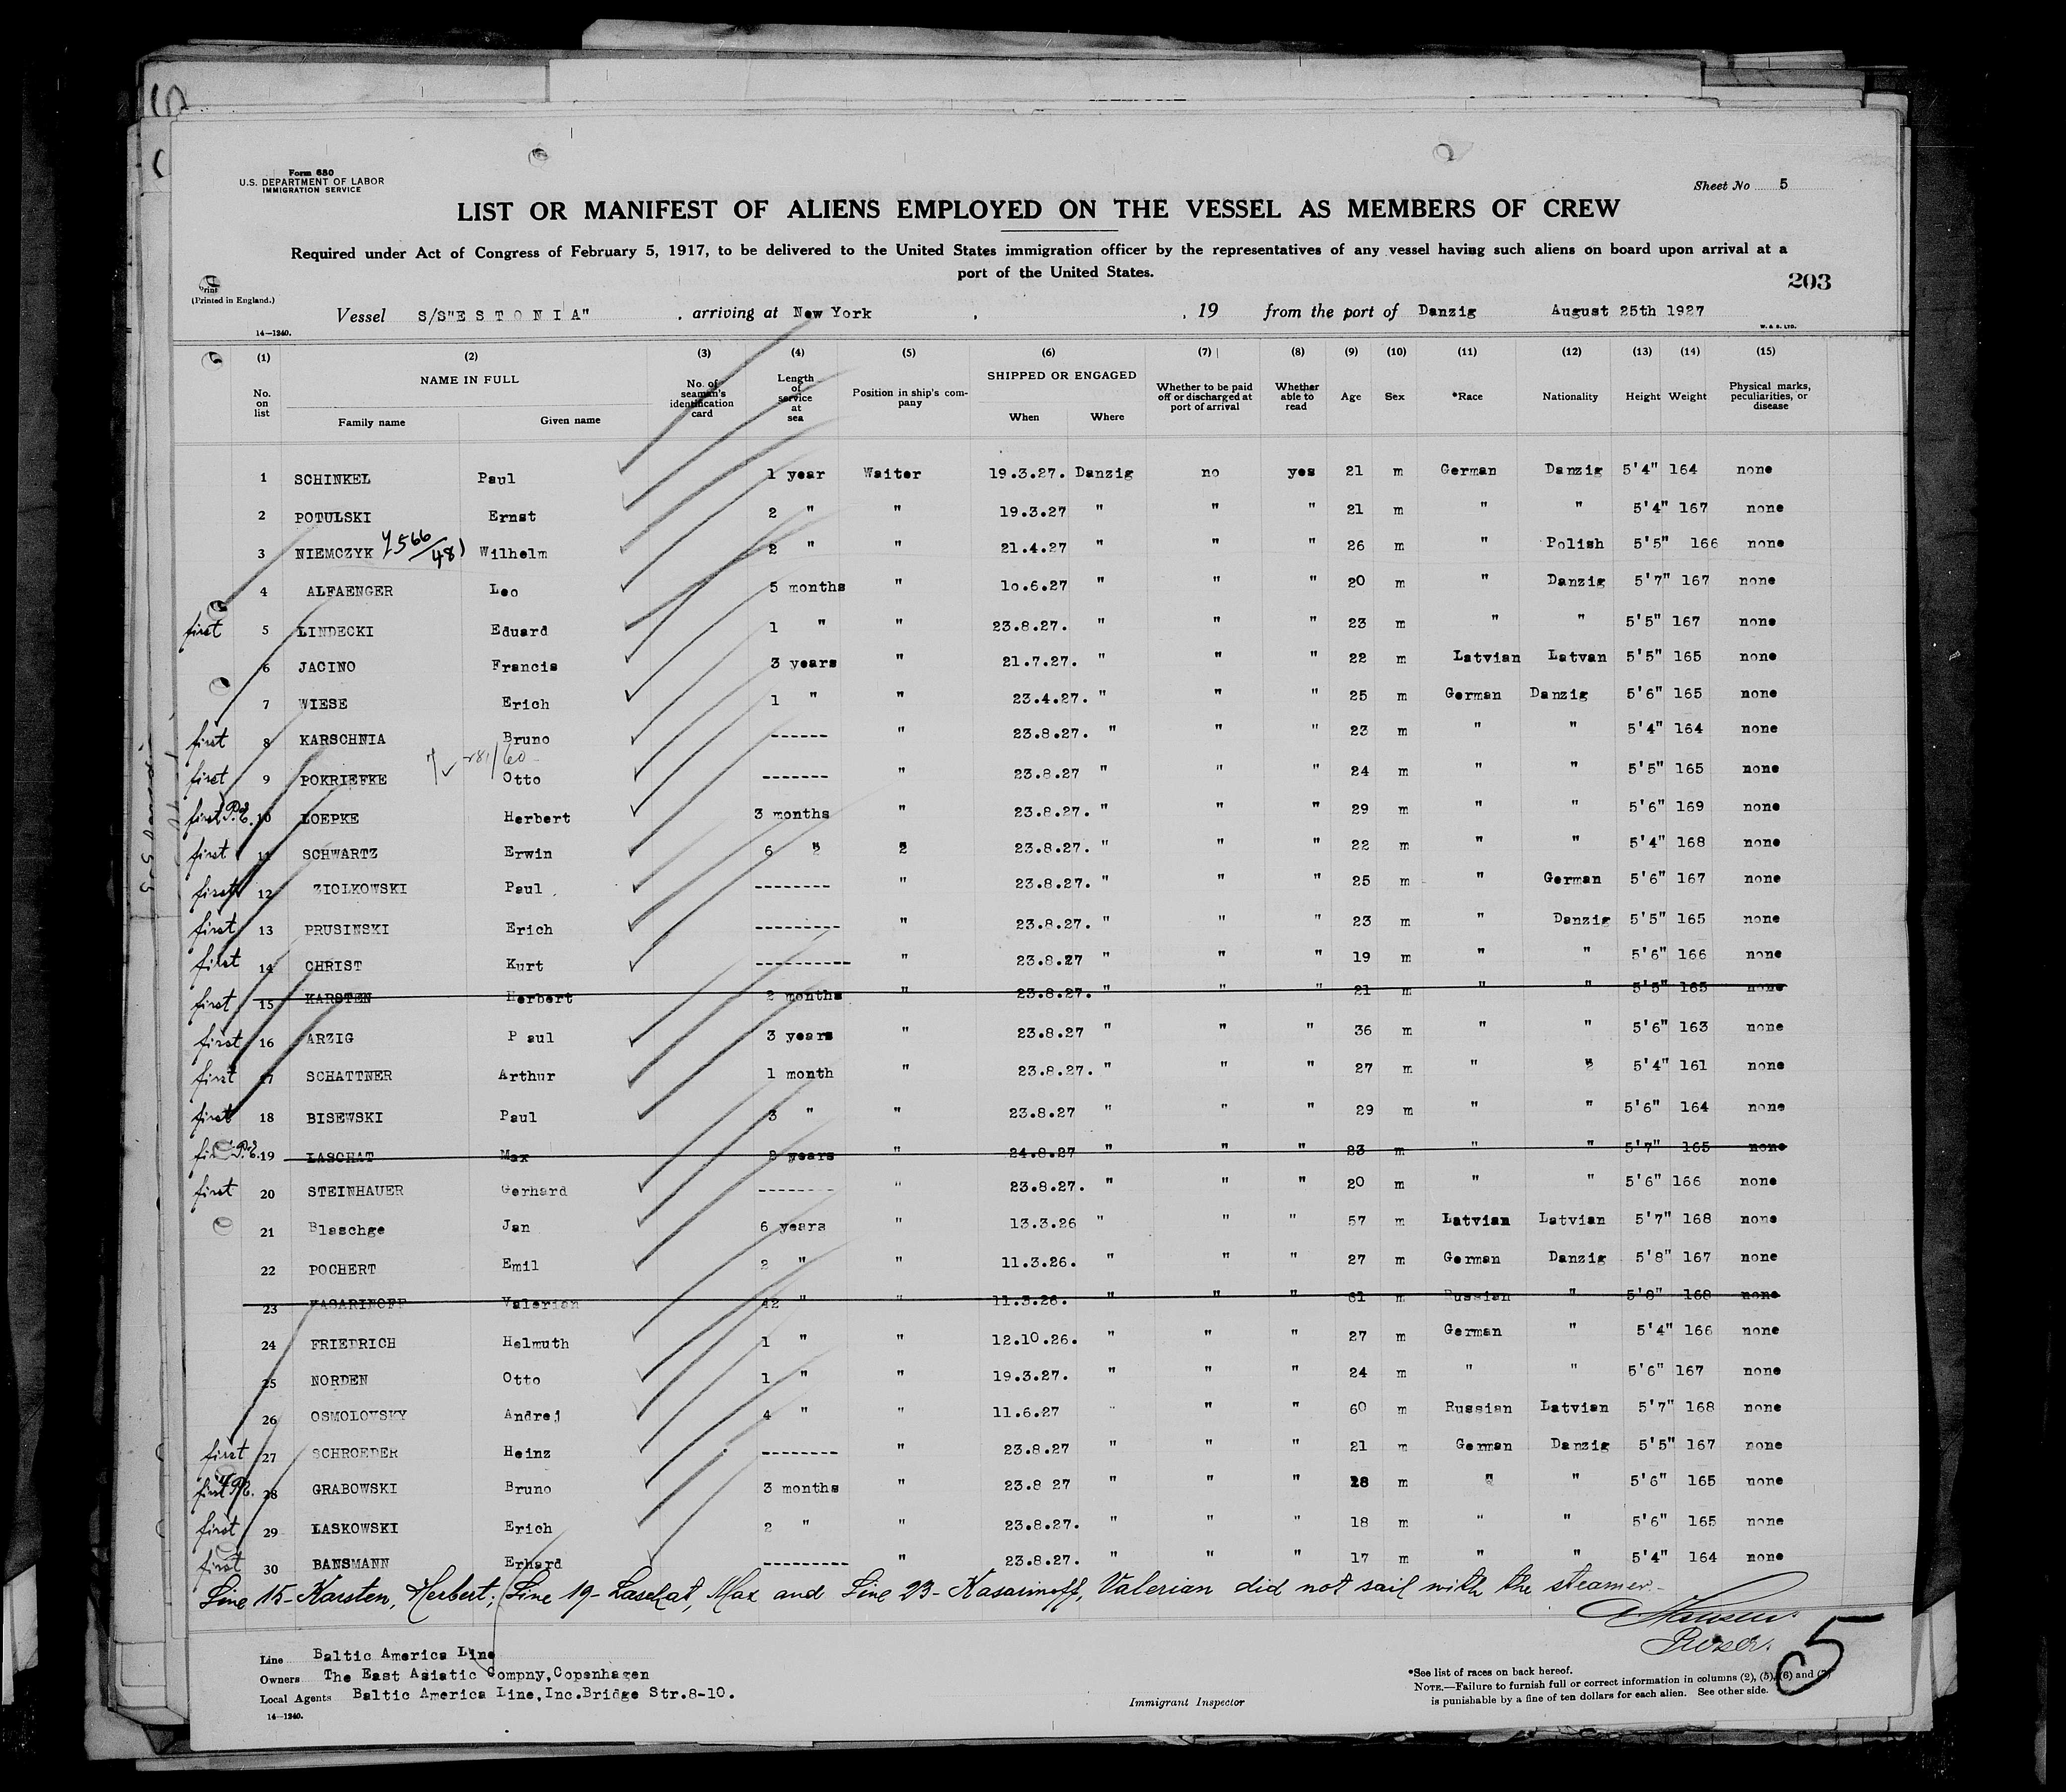 Form 680
U.S. DEPARTMENT OF LABOR
IMMIGRATION SERVICE
Sheet No 5
LIST OR MANIFEST OF ALIENS EMPLOYED ON THE VESSEL AS MEMBERS OF CREW
Required under Act of Congress of February 5, 1917, to be delivered to the United States immigration officer by the representatives of any vessel having such aliens on board upon arrival at a
port of the United States.
203
(Printed in England.)
Vessel S/S"E S T O N I A" , arriving at New York , 19 from the port of Danzig August 25th 1927
14—1240.
W. & S. LTD.
(1) (2) (3) (4) (5) (6) (7) (8) (9) (10) (11) (12) (13) (14) (15)
No. on list NAME IN FULL Family name Given name No. of seaman's identification card Length of service at sea Position in ship's company SHIPPED OR ENGAGED When Where Whether to be paid off or discharged at port of arrival Whether able to read Age Sex *Race Nationality Height Weight Physical marks, peculiarities, or disease
1 SCHINKEL Paul 1 year Waiter 19.3.27. Danzig no yes 21 m German Danzig 5'4" 164 none
2 POTULSKI Ernst 2 " " 19.3.27 " " " 21 m " " 5'4" 167 none
3 NIEMCZYK 7566/481 Wilhelm 2 " " 21.4.27 " " " 26 m " Polish 5'5" 166 none
4 ALFAENGER Leo 5 months " 1o.6.27 " " " 20 m " Danzig 5'7" 167 none
first 5 LINDECKI Eduard 1 " " 23.8.27. " " " 23 m " " 5'5" 167 none
6 JACINO Francis 3 years " 21.7.27. " " " 22 m Latvian Latvan 5'5" 165 none
7 WIESE Erich 1 " " 23.4.27. " " " 25 m German Danzig 5'6" 165 none
first 8 KARSCHNIA Bruno ------ " 23.8.27. " " " 23 m " " 5'4" 164 none
first 9 POKRIEFKE Otto ------- " 23.8.27 " " " 24 m " " 5'5" 165 none
first P.E. 10 LOEPKE Herbert 3 months " 23.8.27. " " " 29 m " " 5'6" 169 none
first 11 SCHWARTZ Erwin 6 " 2 23.8.27. " " " 22 m " " 5'4" 168 none
first 12 ZIOLKOWSKI Paul -------- " 23.8.27. " " " 25 m " German 5'6" 167 none
first 13 PRUSINSKI Erich --------- " 23.8.27. " " " 23 m " Danzig 5'5" 165 none
first 14 CHRIST Kurt ---------- " 23.8.27 " " " 19 m " " 5'6" 166 none
first 15 KARSTEN Herbert 2 months " 23.8.27. " " " 21 m " " 5'5" 165 none
first 16 ARZIG P aul 3 years " 23.8.27 " " " 36 m " " 5'6" 163 none
first 17 SCHATTNER Arthur 1 month " 23.8.27. " " " 27 m " " 5'4" 161 none
first 18 BISEWSKI Paul 3 " " 23.8.27 " " " 29 m " " 5'6" 164 none
first P.E. 19 LASCHAT Max years " 24.8.27 " " " 23 m " " 5'7" 165 none
first 20 STEINHAUER Gerhard -------- " 23.8.27. " " " 20 m " " 5'6" 166 none
21 Blaschge Jan 6 years " 13.3.26 " " " 57 m Latvian Latvian 5'7" 168 none
22 POCHERT Emil 2 " " 11.3.26. " " " 27 m German Danzig 5'8" 167 none
23 KASARINOFF Valerian 42 " " 11.3.26. " " " 61 m Russian " 5'8" 168 none
24 FRIEDRICH Helmuth 1 " " 12.10.26. " " " 27 m German " 5'4" 166 none
25 NORDEN Otto 1 " " 19.3.27. " " " 24 m " " 5'6" 167 none
26 OSMOLOVSKY Andrej 4 " " 11.6.27 " " " 60 m Russian Latvian 5'7" 168 none
first 27 SCHROEDER Heinz -------- " 23.8.27 " " " 21 m German Danzig 5'5" 167 none
first P.E. 28 GRABOWSKI Bruno 3 months " 23.8 27 " " " 28 m " " 5'6" 165 none
first 29 LASKOWSKI Erich 2 " " 23.8.27. " " " 18 m " " 5'6" 165 none
first 30 BANSMANN Erhard --------- " 23.8.27. " " " 17 m " " 5'4" 164 none
Line 15- Karsten, Herbert; Line 19- Laschat, Max and Line 23- Kasarinoff, Valerian did not sail with the steamer-
Purser.
5
Line Baltic America Line
Owners The East Asiatic Compny,Copenhagen
Local Agents Baltic America Line,Inc.Bridge Str.8-10.
14—1240.
Immigrant Inspector
*See list of races on back hereof.
NOTE.—Failure to furnish full or correct information in columns (2), (5), (6) and (7)
is punishable by a fine of ten dollars for each alien. See other side.